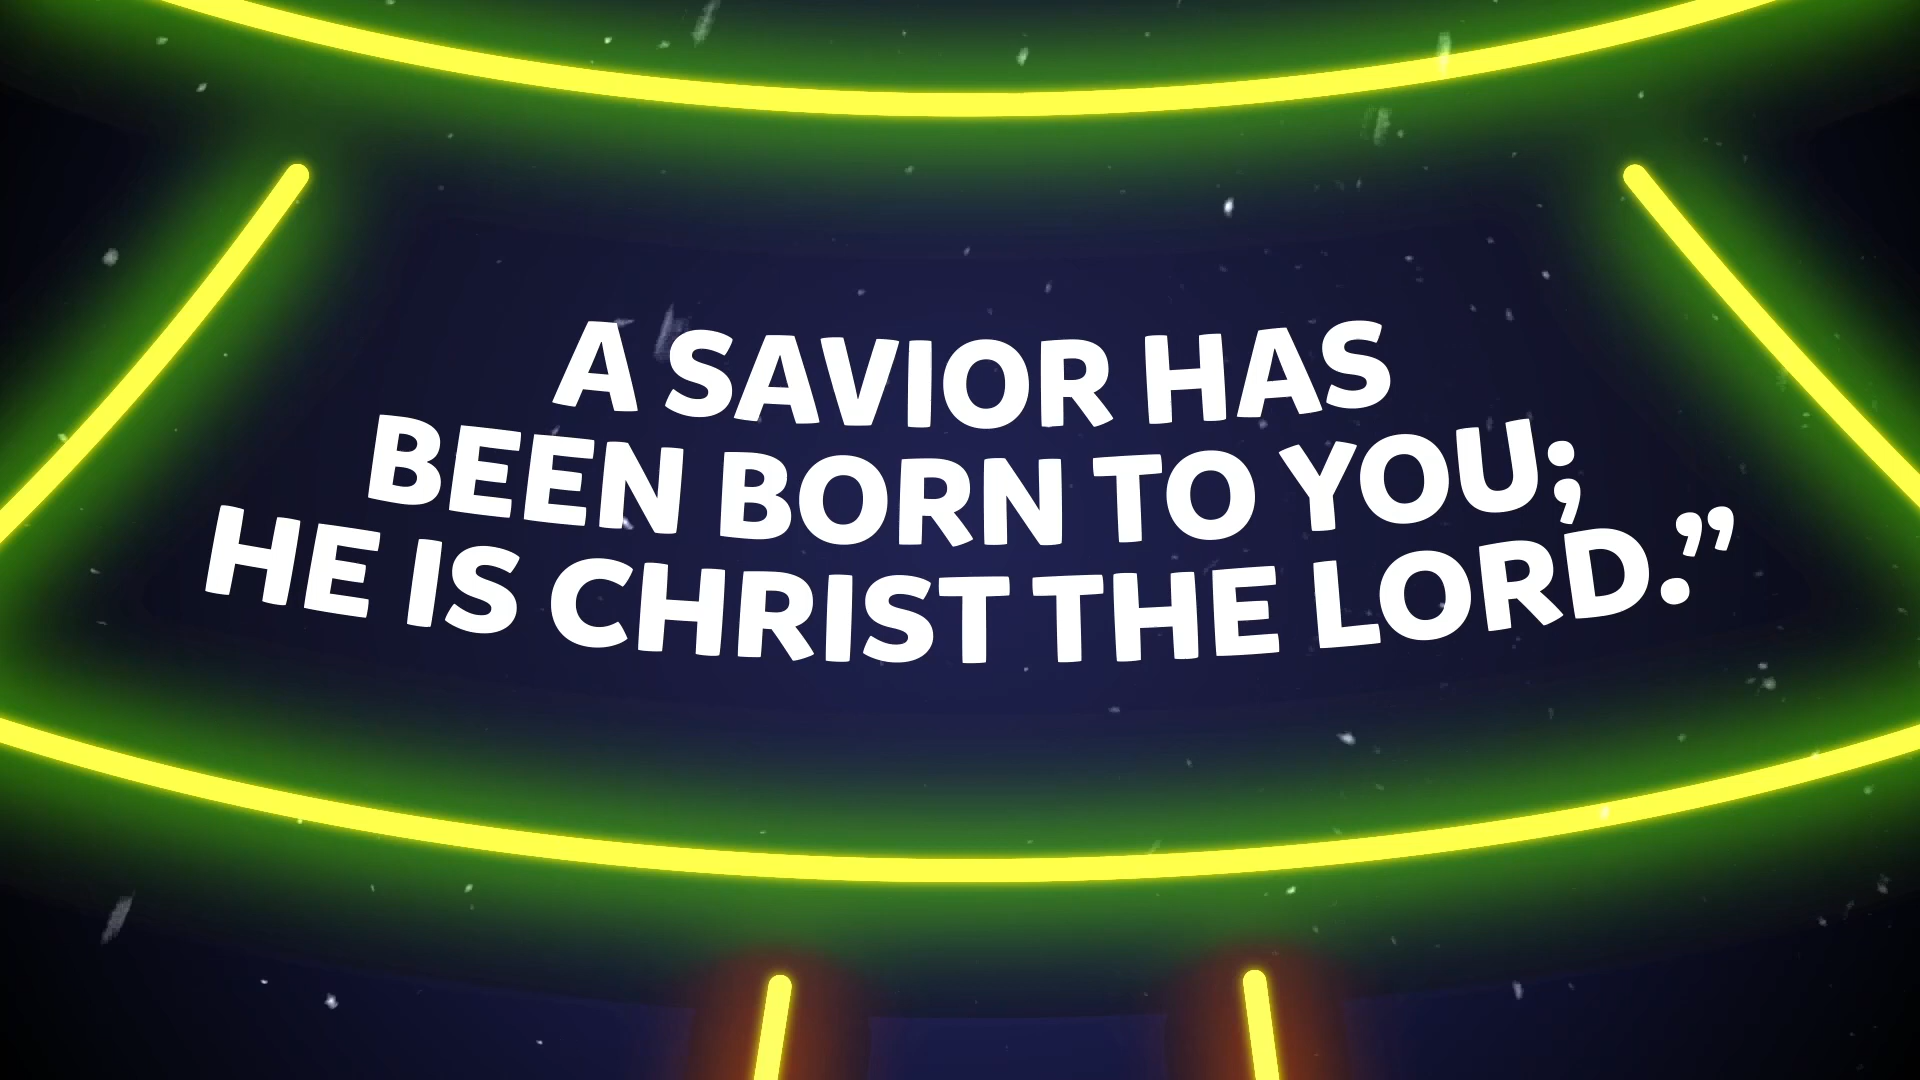 A SAVIOR HAS
BEEN BORN TO YOU;
HE IS CHRIST THE LORD.”